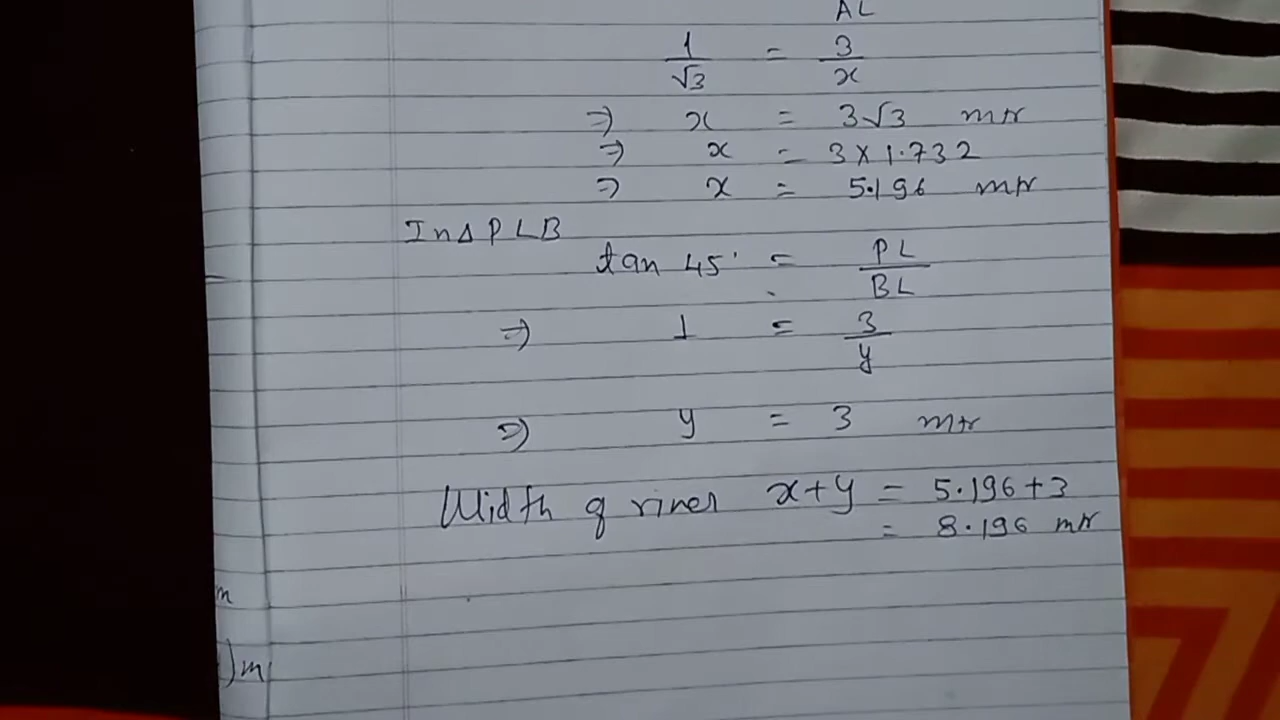 AL
1/√3 = 3/x
⇒ x = 3√3 mtr
⇒ x = 3 × 1.732
⇒ x = 5.196 mtr
In Δ PLB
tan 45° = PL/BL
⇒ 1 = 3/y
⇒ y = 3 mtr
Width of river x+y = 5.196+3
= 8.196 mtr
m
)m